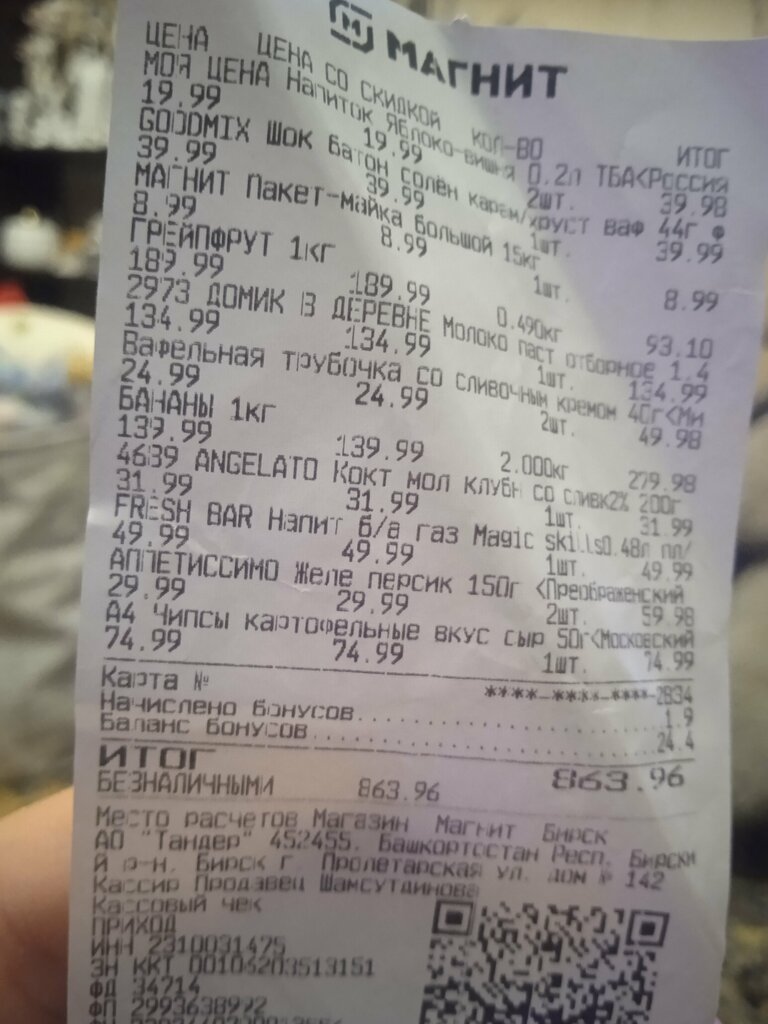 МАГНИТ
ЦЕНА ЦЕНА СО СКИДКОЙ КОЛ-ВО ИТОГ
МОЯ ЦЕНА Напиток Яблоко-вишня 0.2л ТБА<Россия
19.99 19.99 2шт. 39.98
GOODMIX Шок батон солён карам/хруст ваф 44г Ф
39.99 39.99 1шт. 39.99
МАГНИТ Пакет-майка большой 15кг
8.99 8.99 1шт. 8.99
ГРЕЙПФРУТ 1кг
189.99 189.99 0.490кг 93.10
2973 ДОМИК В ДЕРЕВНЕ Молоко паст отборное 1.4
134.99 134.99 1шт. 134.99
Вафельная трубочка со сливочным кремом 40г<Ми
24.99 24.99 2шт. 49.98
БАНАНЫ 1кг
139.99 139.99 2.000кг 279.98
4639 ANGELATO Кокт мол клубн со сливк2% 200г
31.99 31.99 1шт. 31.99
FRESH BAR Напит б/а газ Magic skills0.48л пл/
49.99 49.99 1шт. 49.99
АППЕТИССИМО Желе персик 150г <Преображенский
29.99 29.99 2шт. 59.98
А4 Чипсы картофельные вкус сыр 50г<Московский
74.99 74.99 1шт. 74.99
Карта № ****-****-****-2834
Начислено бонусов 1.9
Баланс бонусов 24.4
ИТОГ 863.96
БЕЗНАЛИЧНЫМИ 863.96
Место расчетов Магазин Магнит Бирск
АО "Тандер" 452455. Башкортостан Респ. Бирски
й р-н. Бирск г. Пролетарская ул. дом № 142
Кассир Продавец Шамсутдинова
Кассовый чек
ПРИХОД
ИНН 2310031475
ЗН ККТ 00106203513151
ФД 34714
ФП 2993638992